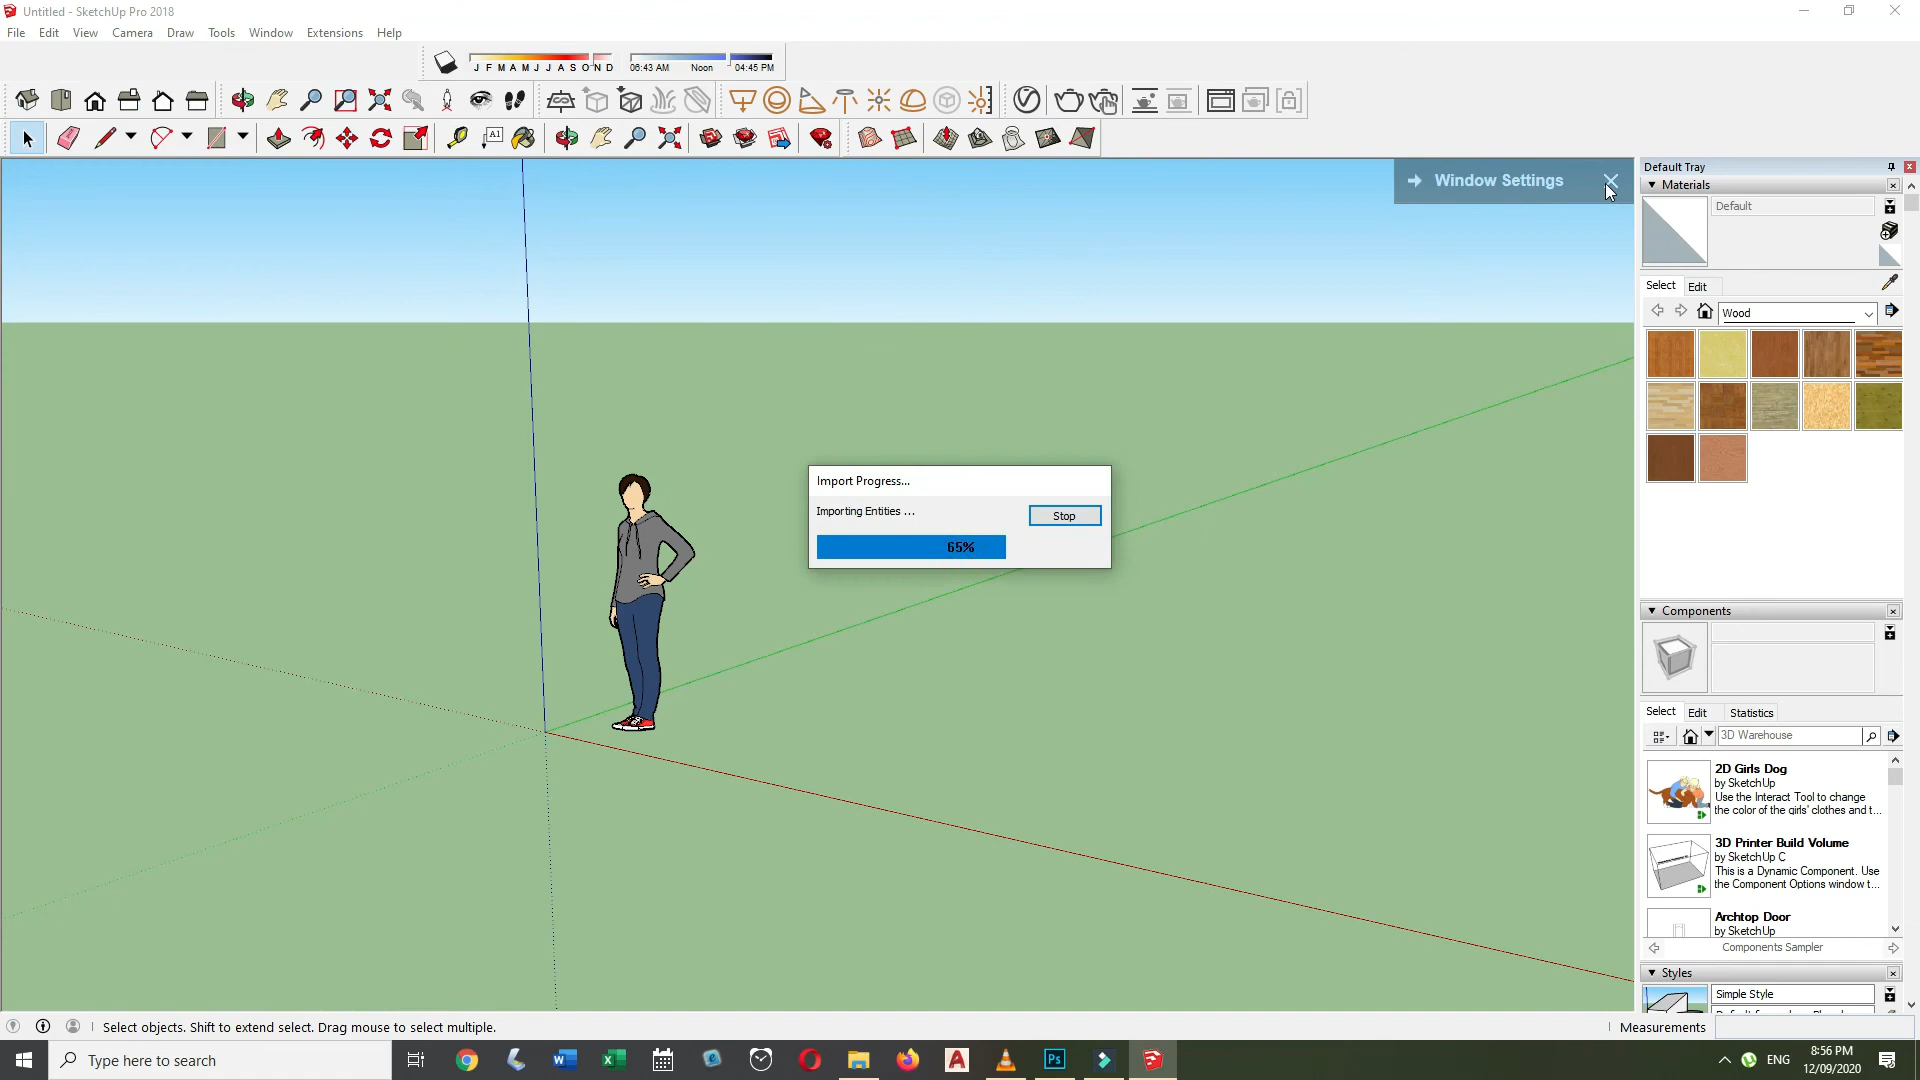 Untitled - SketchUp Pro 2018
File Edit View Camera Draw Tools Window Extensions Help
J F M A M J J A S O N D
06:43 AM Noon 04:45 PM
A1
Window Settings
Default Tray
Materials
Default
Select Edit
Wood
Import Progress...
Importing Entities ...
Stop
65%
Components
Select Edit Statistics
3D Warehouse
2D Girls Dog
by SketchUp
Use the Interact Tool to change
the color of the girls' clothes and t...
3D Printer Build Volume
by SketchUp C
This is a Dynamic Component. Use
the Component Options window t...
Archtop Door
by SketchUp
Components Sampler
Styles
Simple Style
Select objects. Shift to extend select. Drag mouse to select multiple.
Measurements
Type here to search
Ps
ENG
8:56 PM
12/09/2020